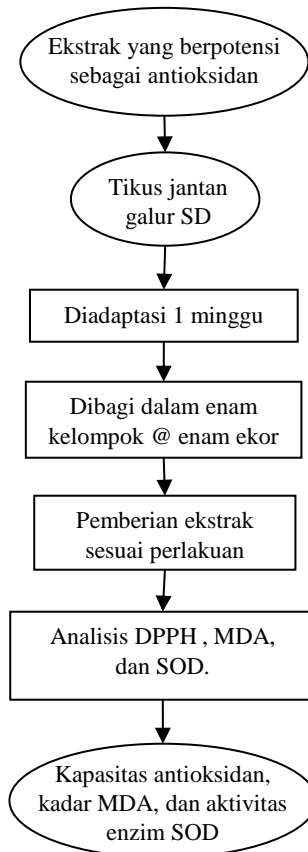 Ekstrak yang berpotensi
sebagai antioksidan
Tikus jantan
galur SD
Diadaptasi 1 minggu
Dibagi dalam enam
kelompok @ enam ekor
Pemberian ekstrak
sesuai perlakuan
Analisis DPPH , MDA,
dan SOD.
Kapasitas antioksidan,
kadar MDA, dan aktivitas
enzim SOD